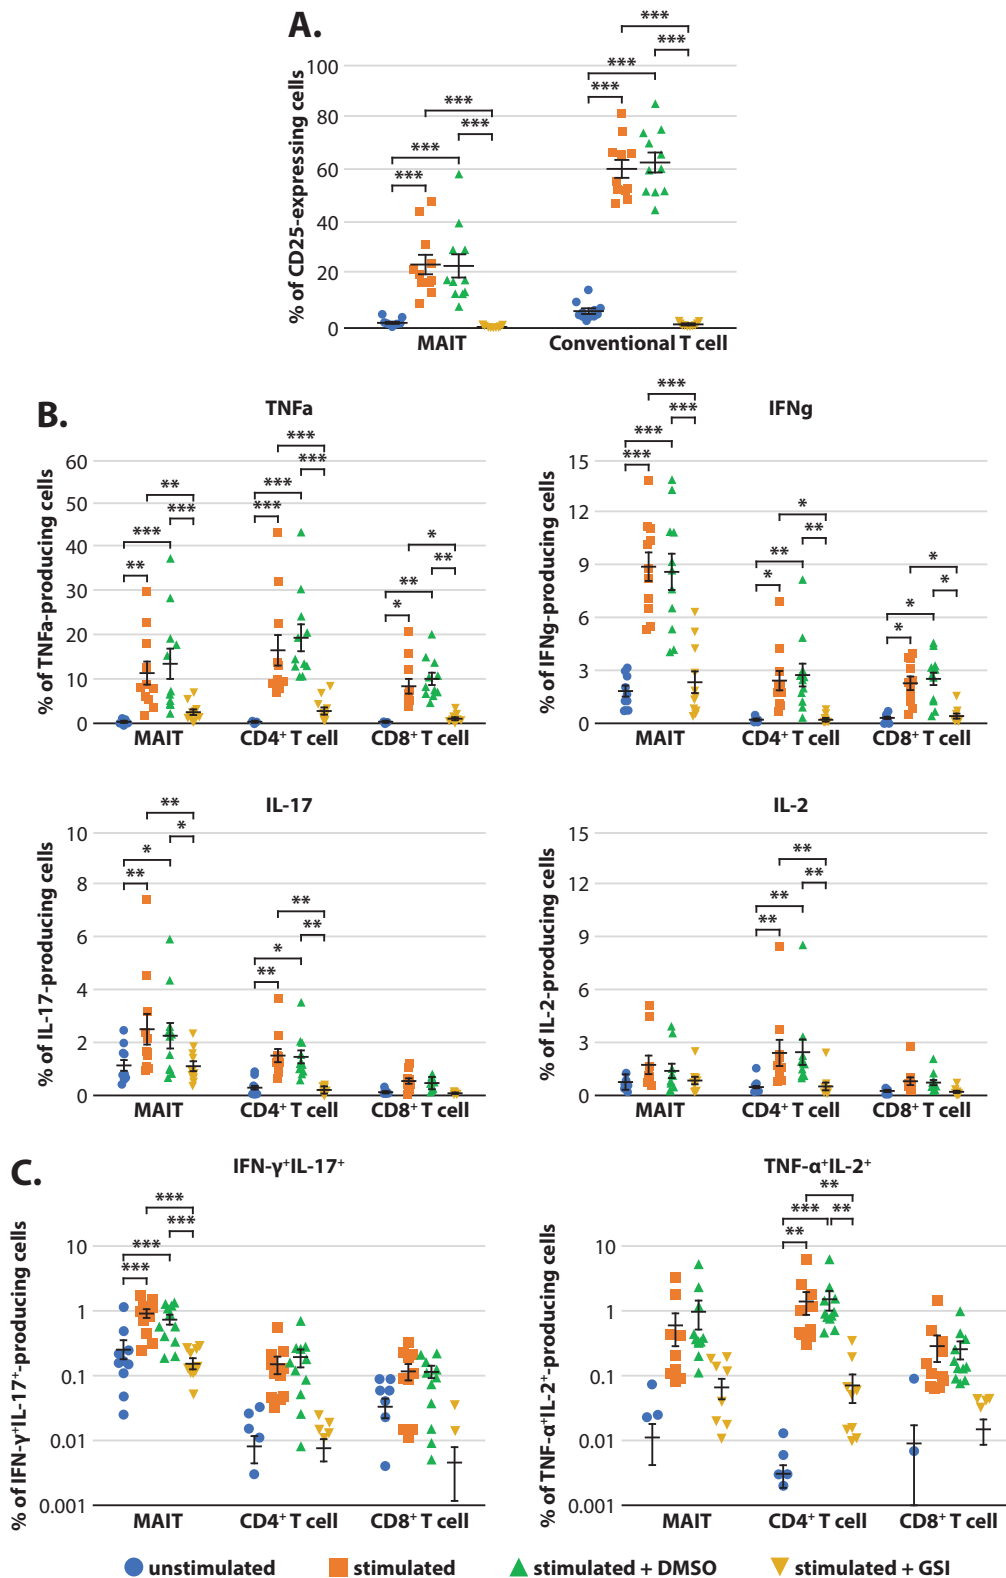 A.
% of CD25-expressing cells
100
80
60
40
20
0
*** *** *** ***
*** *** *** ***
MAIT Conventional T cell
B.
TNFa
% of TNFa-producing cells
60
50
40
30
20
10
0
** *** ** ***
*** *** *** ***
* ** * **
MAIT CD4+ T cell CD8+ T cell
IFNg
% of IFNg-producing cells
15
12
9
6
3
0
*** *** *** ***
* ** * **
* * * *
MAIT CD4+ T cell CD8+ T cell
IL-17
% of IL-17-producing cells
10
8
6
4
2
0
** * ** *
** * ** **
MAIT CD4+ T cell CD8+ T cell
IL-2
% of IL-2-producing cells
15
12
9
6
3
0
** ** ** **
MAIT CD4+ T cell CD8+ T cell
C.
IFN-γ+IL-17+
% of IFN-γ+IL-17+-producing cells
10
1
0.1
0.01
0.001
*** *** *** ***
MAIT CD4+ T cell CD8+ T cell
TNF-α+IL-2+
% of TNF-α+IL-2+-producing cells
10
1
0.1
0.01
0.001
** *** ** **
MAIT CD4+ T cell CD8+ T cell
unstimulated stimulated stimulated + DMSO stimulated + GSI